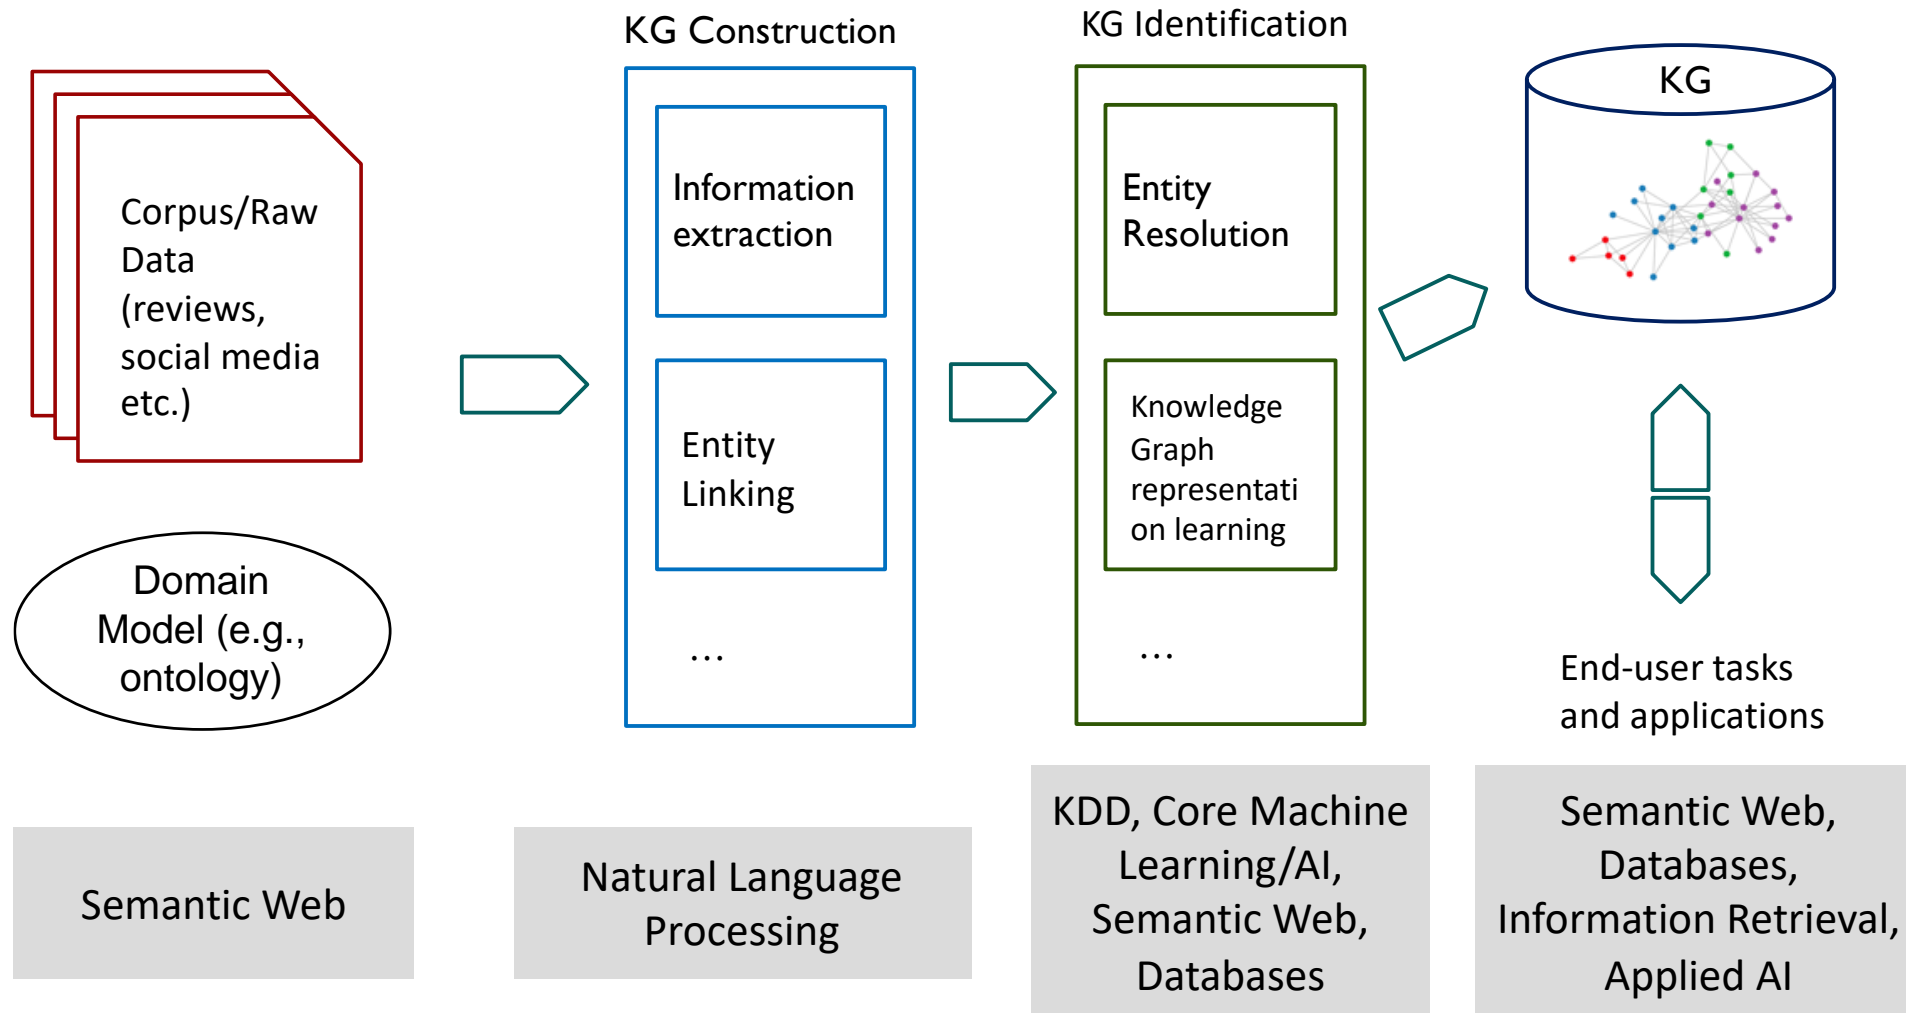 KG Construction
KG Identification
KG
Corpus/Raw
Data
(reviews,
social media
etc.)
Information
extraction
Entity
Resolution
Entity
Linking
Knowledge
Graph
representati
on learning
Domain
Model (e.g.,
ontology)
…
…
End-user tasks
and applications
Semantic Web
Natural Language
Processing
KDD, Core Machine
Learning/AI,
Semantic Web,
Databases
Semantic Web,
Databases,
Information Retrieval,
Applied AI